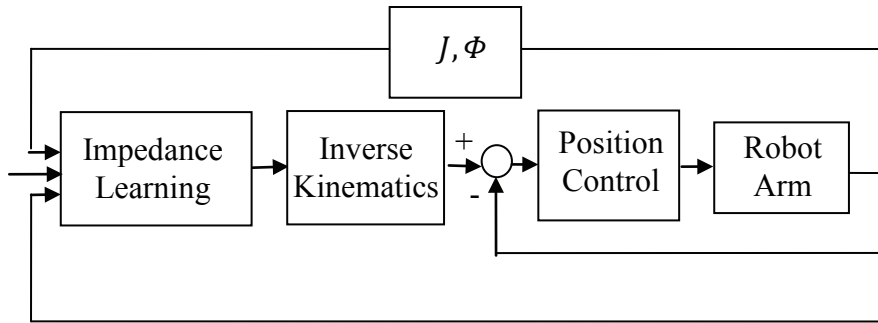 J, Φ
Impedance
Learning
Inverse
Kinematics
+
-
Position
Control
Robot
Arm